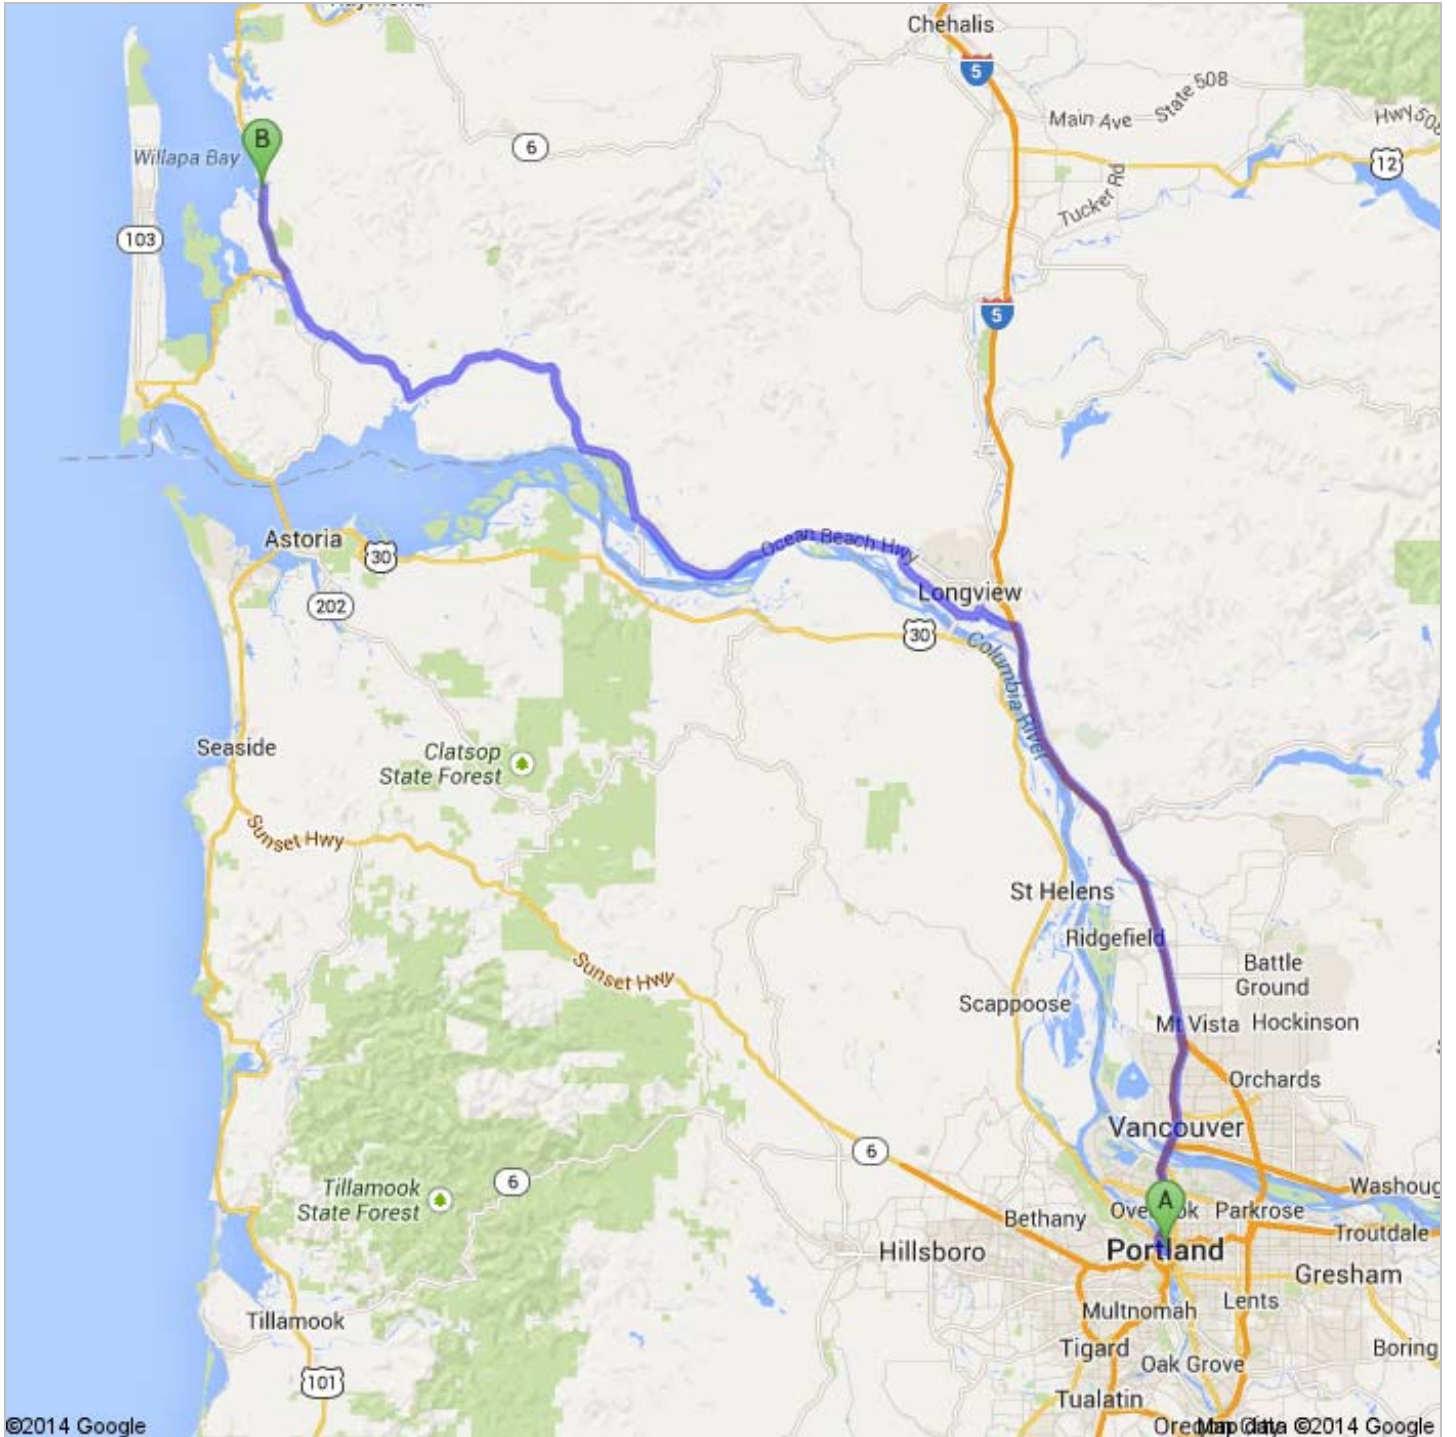 Chehalis
5
State 508
Main Ave
Hwy 508
B
Willapa Bay
6
12
Tucker Rd
103
5
Ocean Beach Hwy
Astoria
30
Longview
202
30
Columbia River
Seaside
Clatsop
State Forest
Sunset Hwy
St Helens
Ridgefield
Sunset Hwy
Battle
Ground
Scappoose
Mt Vista
Hockinson
Orchards
Vancouver
6
6
Tillamook
State Forest
A
Bethany
Parkrose
Troutdale
Hillsboro
Portland
Gresham
Tillamook
Multnomah
Lents
Tigard
Boring
Oak Grove
101
Tualatin
©2014 Google
Map data ©2014 Google